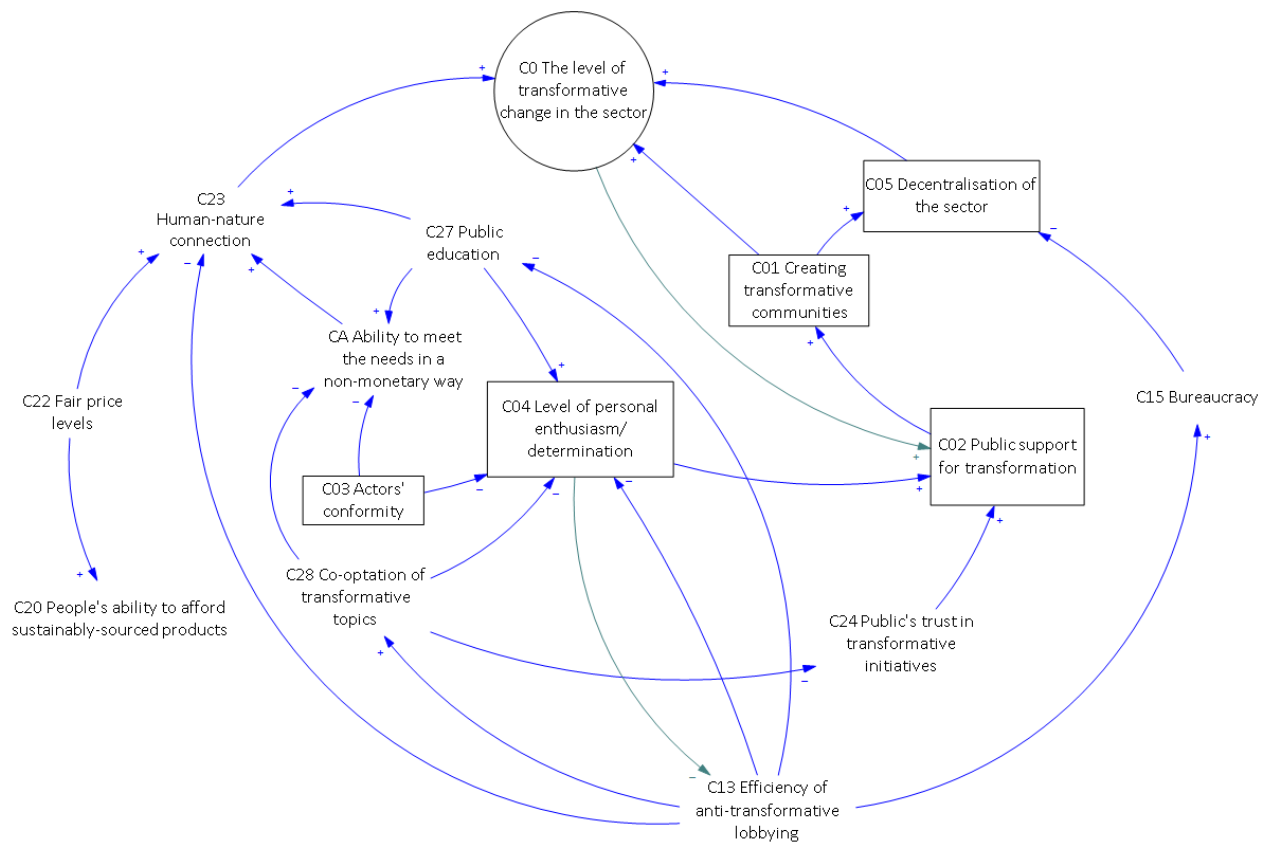 C0 The level of
transformative
change in the sector
C05 Decentralisation of
the sector
C23
Human-nature
connection
C27 Public
education
C01 Creating
transformative
communities
CA Ability to meet
the needs in a
non-monetary way
C22 Fair price
levels
C04 Level of personal
enthusiasm/
determination
C15 Bureaucracy
C02 Public support
for transformation
C03 Actors'
conformity
C28 Co-optation of
transformative
topics
C20 People's ability to afford
sustainably-sourced products
C24 Public's trust in
transformative
initiatives
C13 Efficiency of
anti-transformative
lobbying